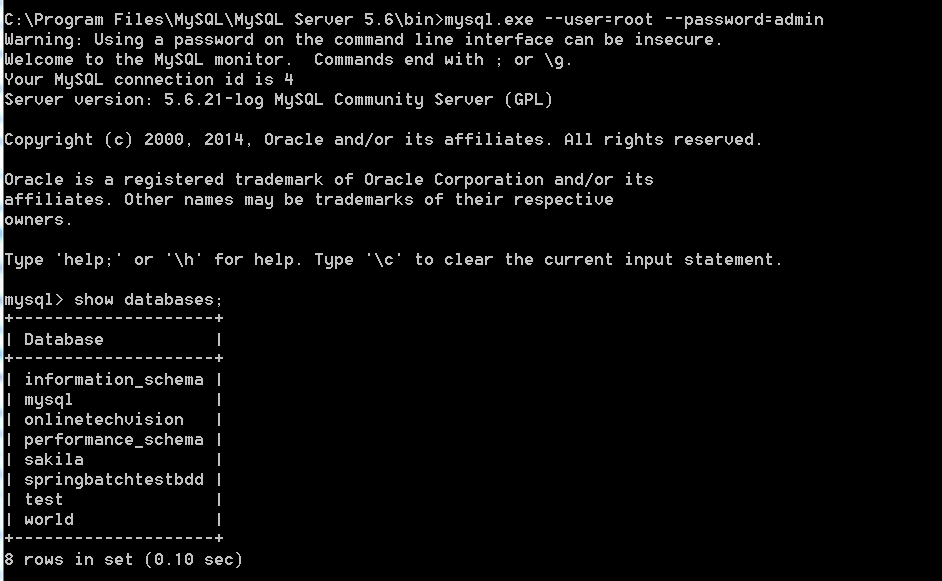 C:\Program Files\MySQL\MySQL Server 5.6\bin>mysql.exe --user=root --password=admin
Warning: Using a password on the command line interface can be insecure.
Welcome to the MySQL monitor.  Commands end with ; or \g.
Your MySQL connection id is 4
Server version: 5.6.21-log MySQL Community Server (GPL)

Copyright (c) 2000, 2014, Oracle and/or its affiliates. All rights reserved.

Oracle is a registered trademark of Oracle Corporation and/or its
affiliates. Other names may be trademarks of their respective
owners.

Type 'help;' or '\h' for help. Type '\c' to clear the current input statement.

mysql> show databases;
+--------------------+
| Database           |
+--------------------+
| information_schema |
| mysql              |
| onlinetechvision   |
| performance_schema |
| sakila             |
| springbatchtestbdd |
| test               |
| world              |
+--------------------+
8 rows in set (0.10 sec)